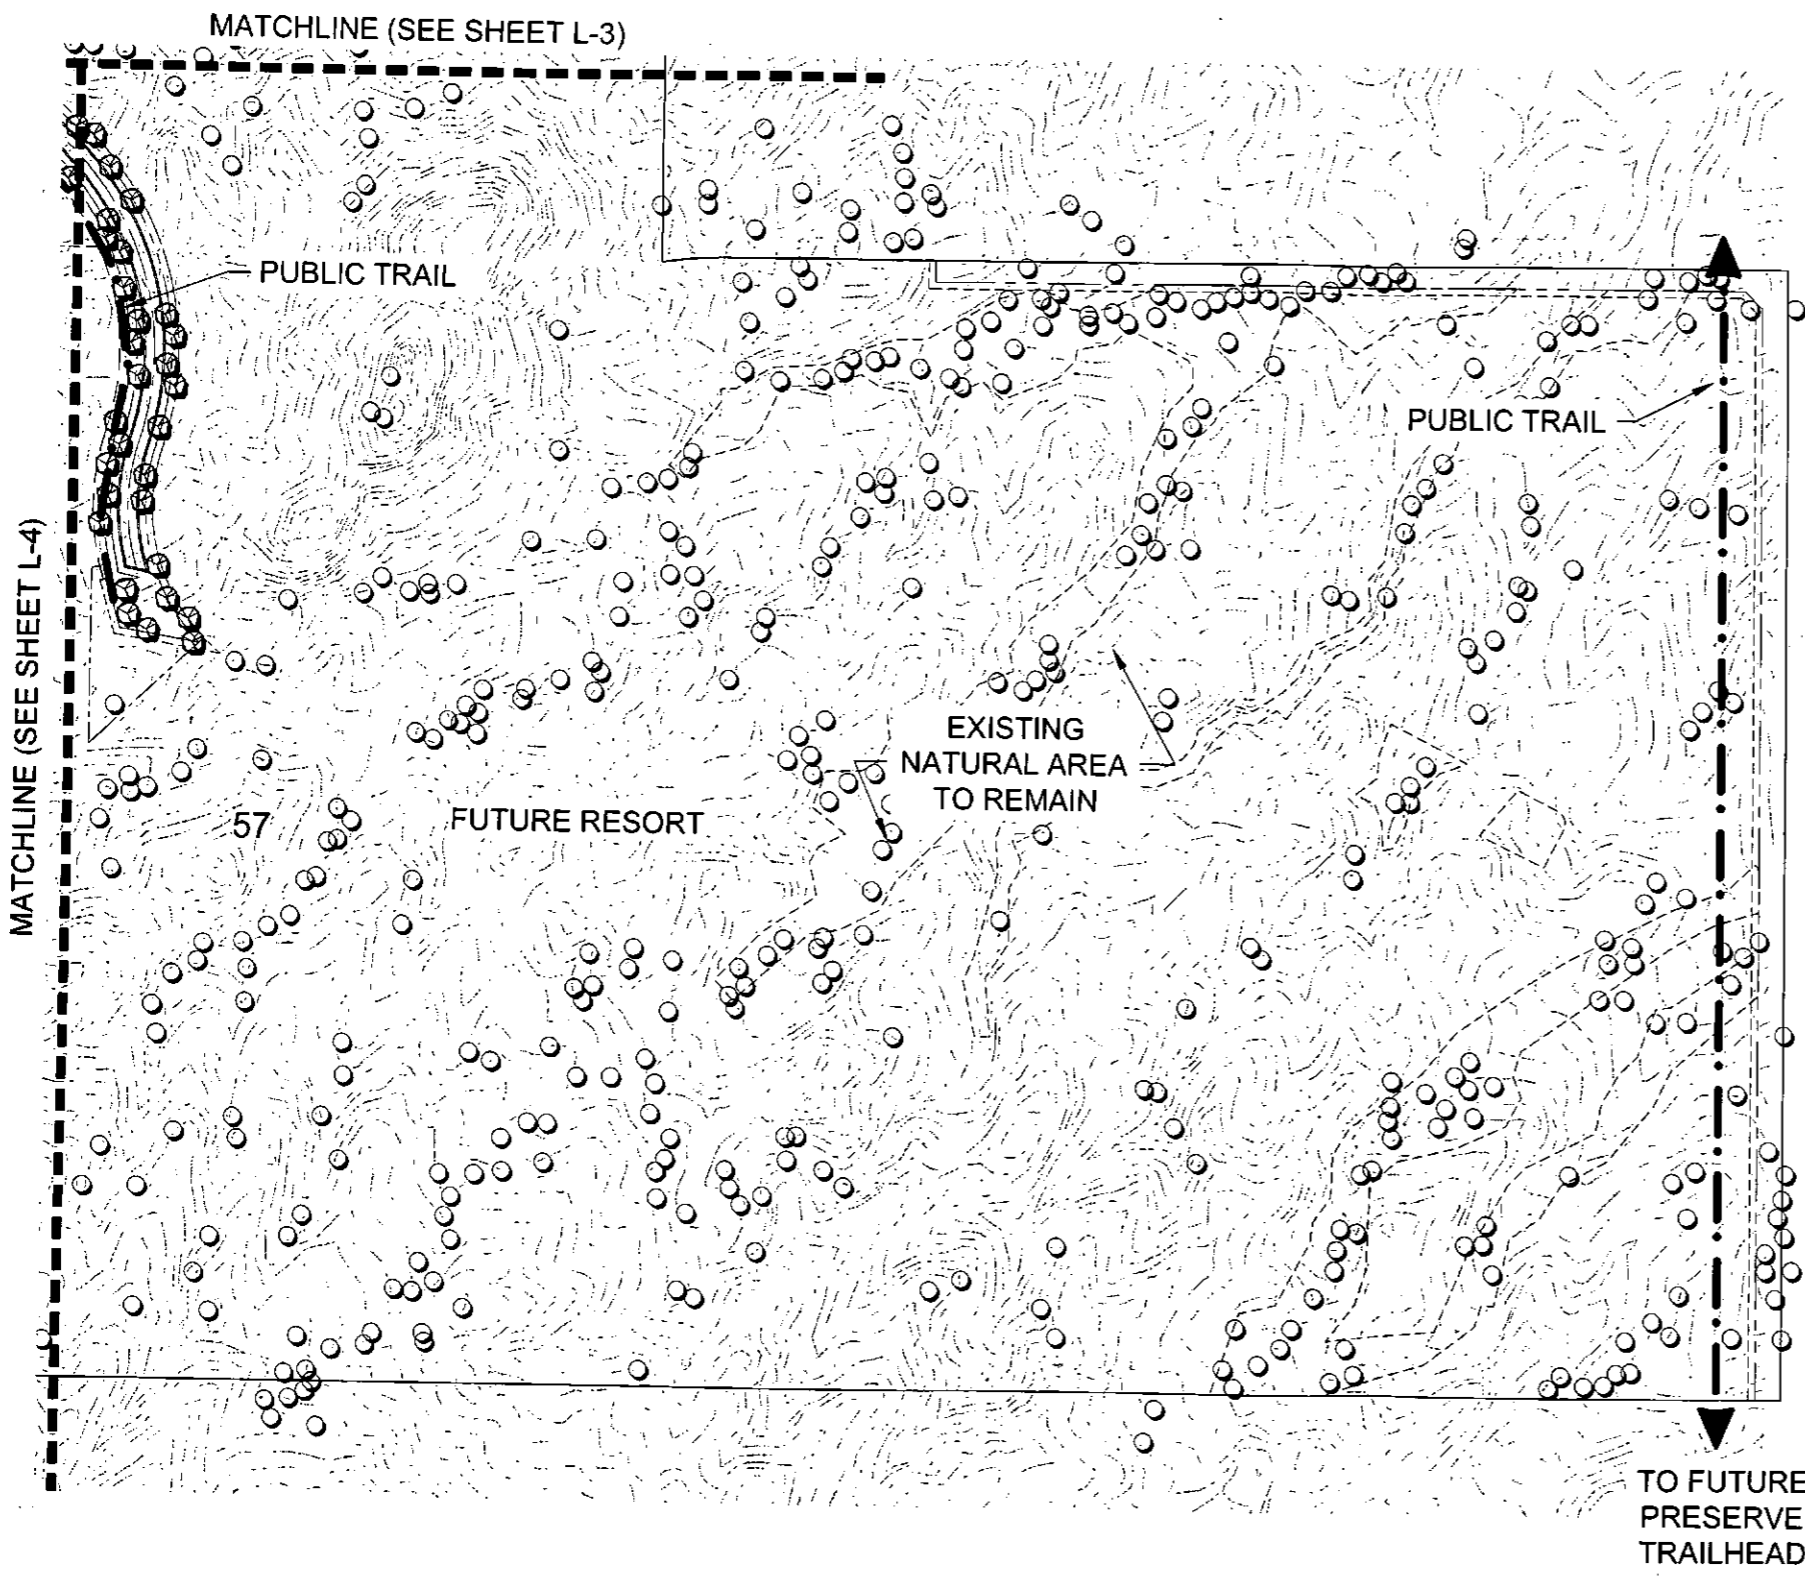 MATCHLINE (SEE SHEET L-3)
PUBLIC TRAIL
PUBLIC TRAIL
MATCHLINE (SEE SHEET L-4)
EXISTING
NATURAL AREA
TO REMAIN
57
FUTURE RESORT
TO FUTURE
PRESERVE
TRAILHEAD